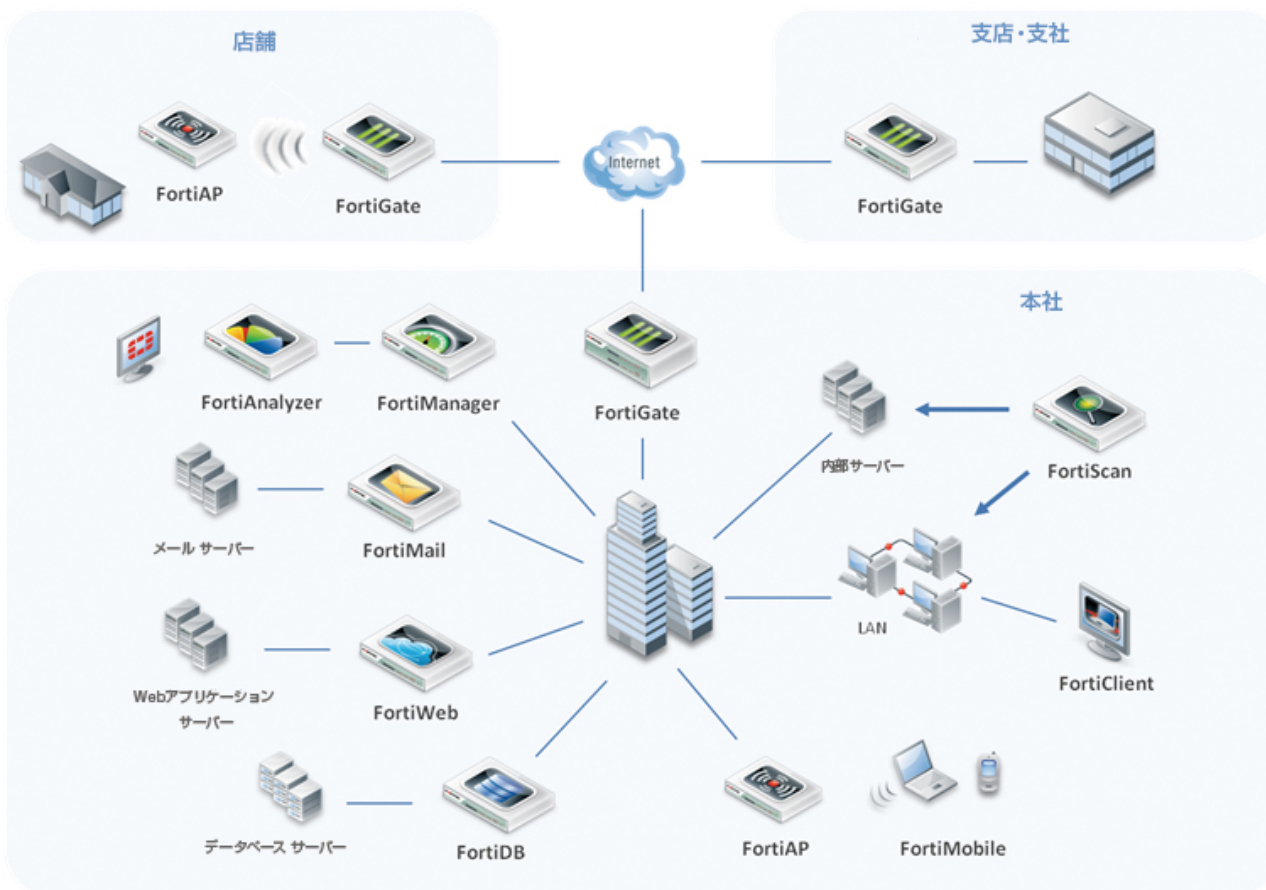 店舗
支店・支社
FortiAP
FortiGate
Internet
FortiGate
本社
FortiAnalyzer
FortiManager
FortiGate
内部サーバー
FortiScan
メール サーバー
FortiMail
LAN
FortiClient
Webアプリケーション
サーバー
FortiWeb
データベース サーバー
FortiDB
FortiAP
FortiMobile